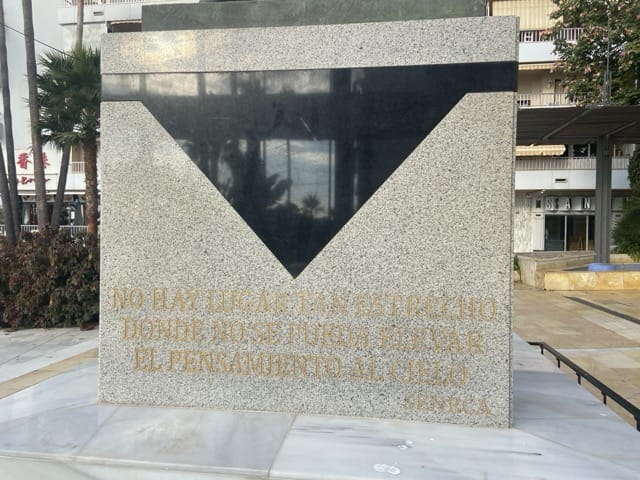 NO HAY LUGAR TAN ESTRECHO
DONDE NO SE PUEDA ELEVAR
EL PENSAMIENTO AL CIELO
SENECA